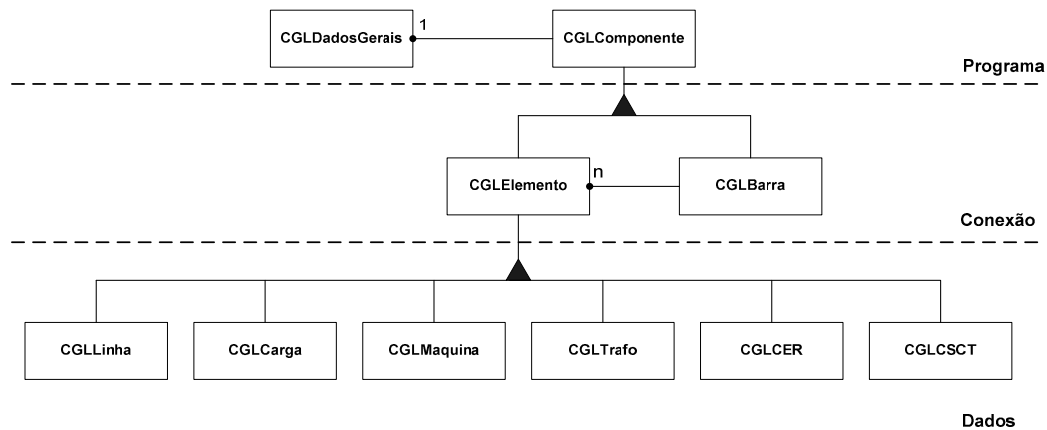 1
CGLDadosGerais
CGLComponente
Programa
n
CGLElemento
CGLBarra
Conexão
CGLLinha
CGLCarga
CGLMaquina
CGLTrafo
CGLCER
CGLCSCT
Dados